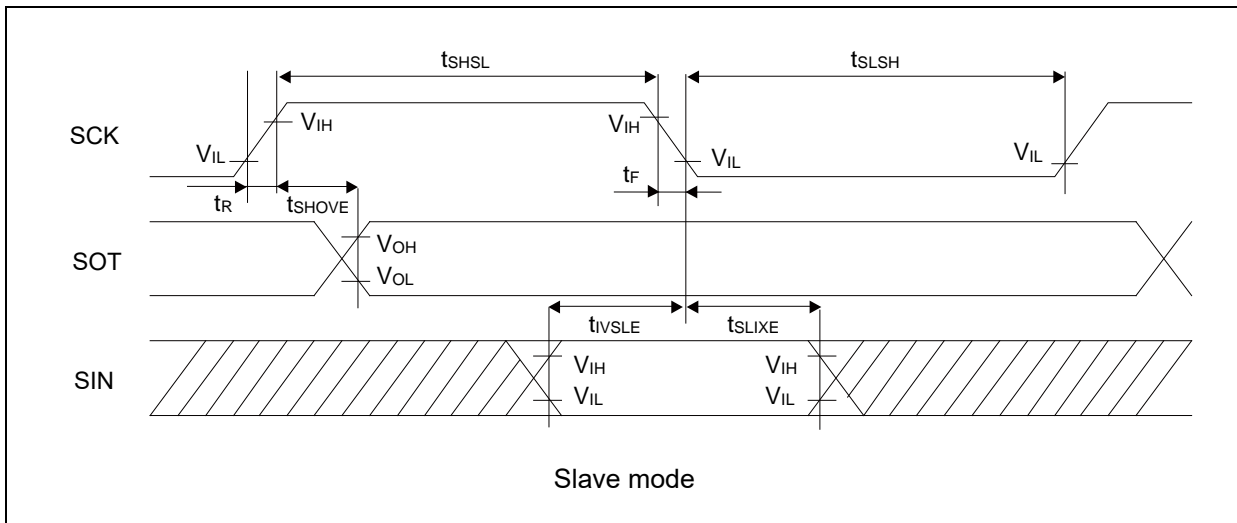 tSHSL tSLSH
SCK VIH VIH
VIL VIL VIL
tR tSHOVE tF
SOT VOH
VOL
tIVSLE tSLIXE
SIN VIH VIH
VIL VIL
Slave mode